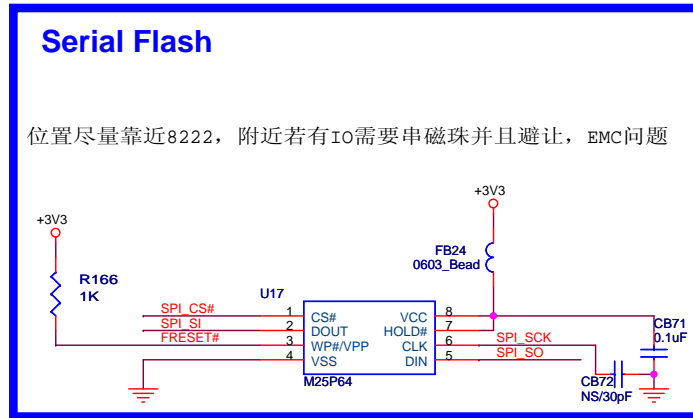 Serial Flash
位置尽量靠近8222，附近若有IO需要串磁珠并且避让，EMC问题
+3V3
+3V3
FB24
0603_Bead
R166
1K
U17
SPI_CS#
SPI_SI
FRESET#
1
2
3
4
CS#
DOUT
WP#/VPP
VSS
VCC
HOLD#
CLK
DIN
8
7
6
5
SPI_SCK
SPI_SO
M25P64
CB71
0.1uF
CB72
NS/30pF